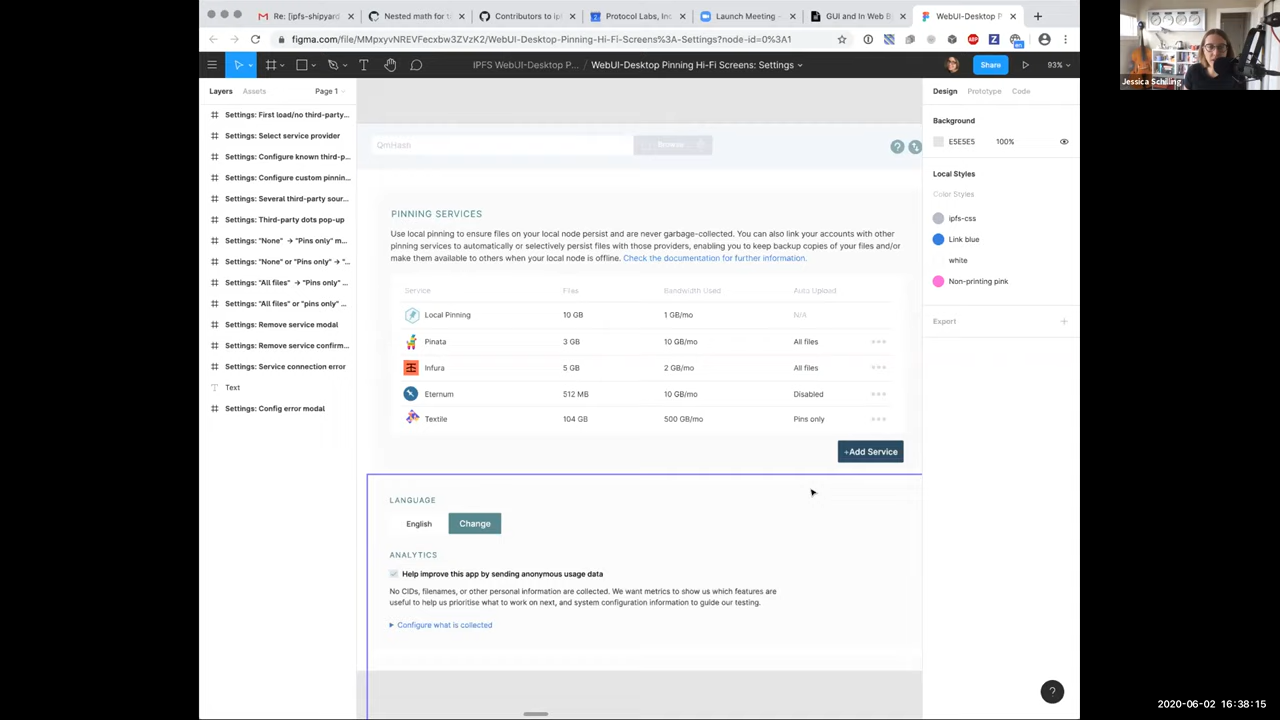 Re: [ipfs-shipyard
Nested math for ti
Contributors to ipl
Protocol Labs, Inc
Launch Meeting -
GUI and In Web B
WebUI-Desktop P
figma.com/file/MMpxyvNREVFecxbw3ZVzK2/WebUI-Desktop-Pinning-Hi-Fi-Screens%3A-Settings?node-id=0%3A1
IPFS WebUI-Desktop P...
WebUI-Desktop Pinning Hi-Fi Screens: Settings
Share
93%
Jessica Schilling
Layers
Assets
Page 1
Settings: First load/no third-party...
Settings: Select service provider
Settings: Configure known third-p...
Settings: Configure custom pinnin...
Settings: Several third-party sour...
Settings: Third-party dots pop-up
Settings: "None" → "Pins only" m...
Settings: "None" or "Pins only" → "...
Settings: "All files" → "Pins only" ...
Settings: "All files" or "pins only" ...
Settings: Remove service modal
Settings: Remove service confirm...
Settings: Service connection error
Text
Settings: Config error modal
QmHash
Browse
PINNING SERVICES
Use local pinning to ensure files on your local node persist and are never garbage-collected. You can also link your accounts with other
pinning services to automatically or selectively persist files with those providers, enabling you to keep backup copies of your files and/or
make them available to others when your local node is offline. Check the documentation for further information.
Service Files Bandwidth Used Auto Upload
Local Pinning 10 GB 1 GB/mo N/A
Pinata 3 GB 10 GB/mo All files
Infura 5 GB 2 GB/mo All files
Eternum 512 MB 10 GB/mo Disabled
Textile 104 GB 500 GB/mo Pins only
+Add Service
LANGUAGE
English Change
ANALYTICS
Help improve this app by sending anonymous usage data
No CIDs, filenames, or other personal information are collected. We want metrics to show us which features are
useful to help us prioritise what to work on next, and system configuration information to guide our testing.
Configure what is collected
Design
Prototype
Code
Background
E5E5E5 100%
Local Styles
Color Styles
ipfs-css
Link blue
white
Non-printing pink
Export
2020-06-02 16:38:15